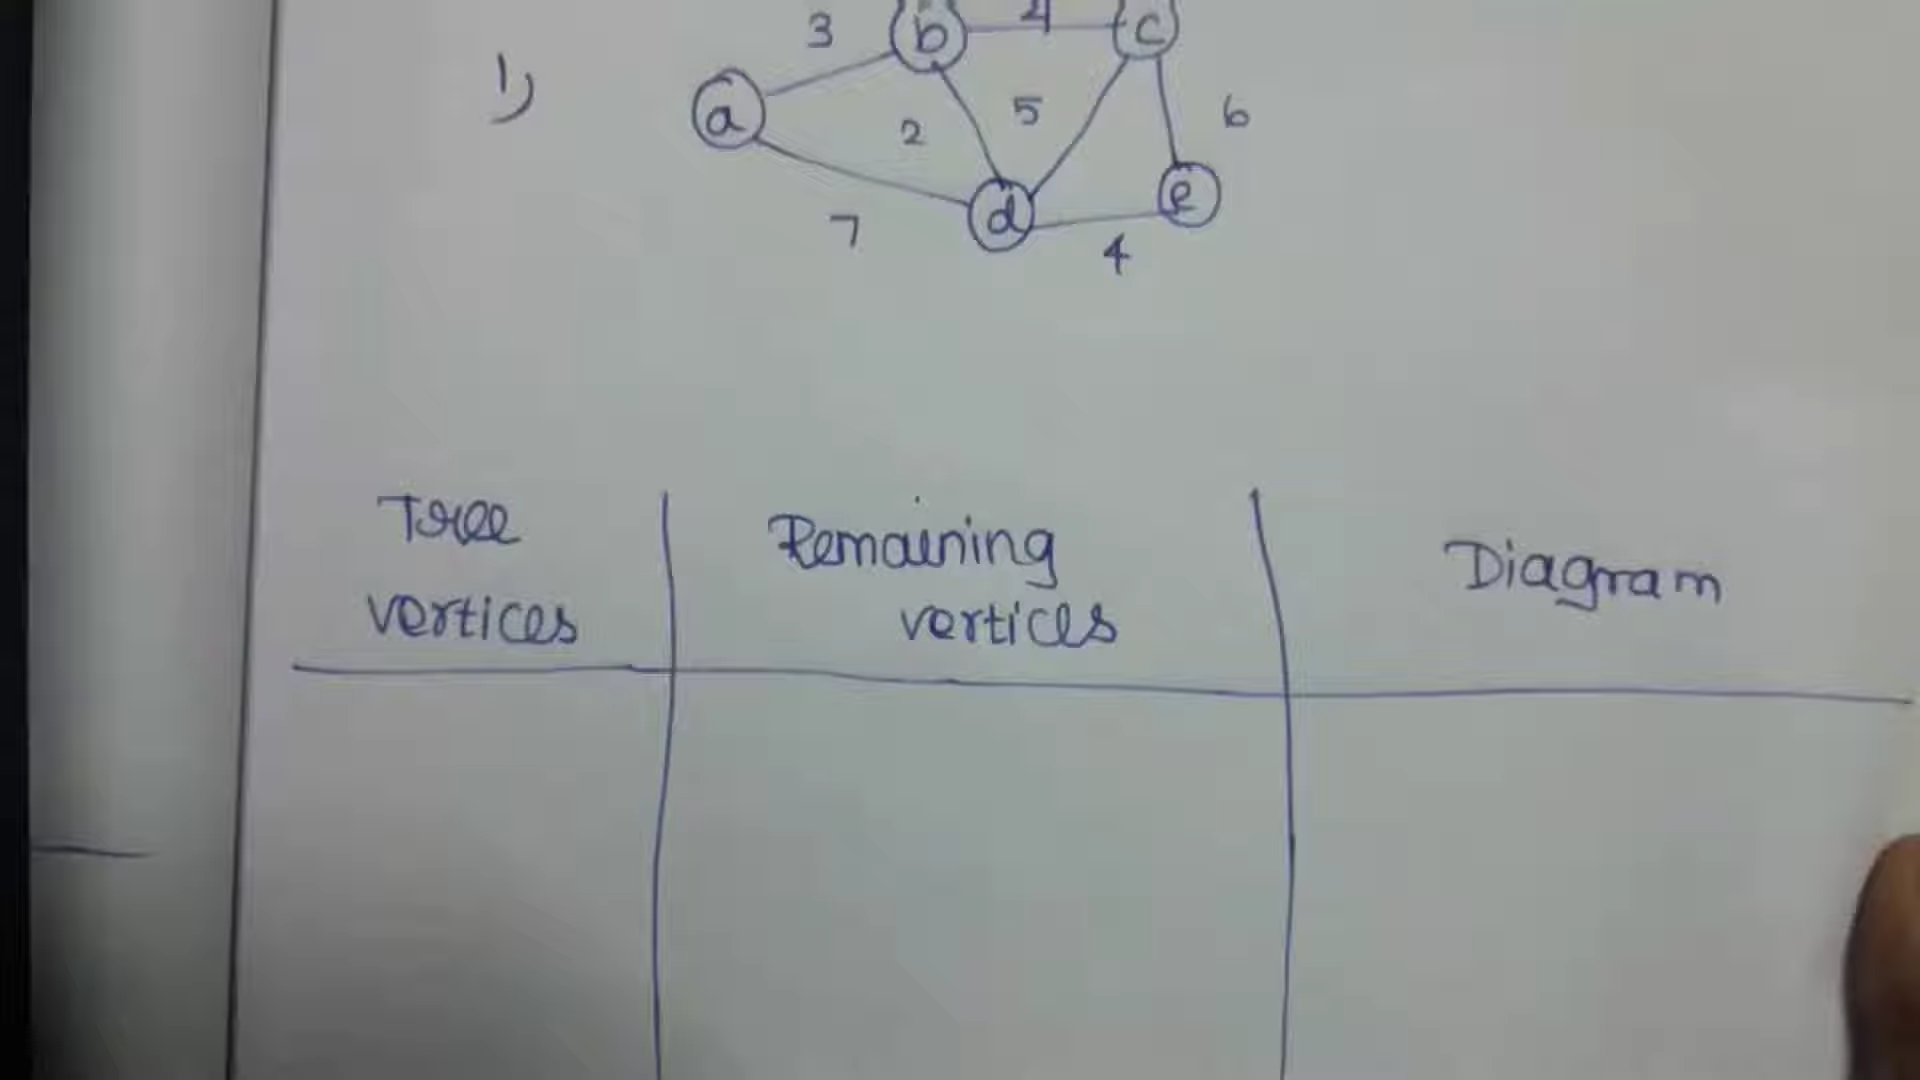 3 b 4 c
1)
a 2 5 6
7 d e
4
Tree
vertices
Remaining
vertices
Diagram